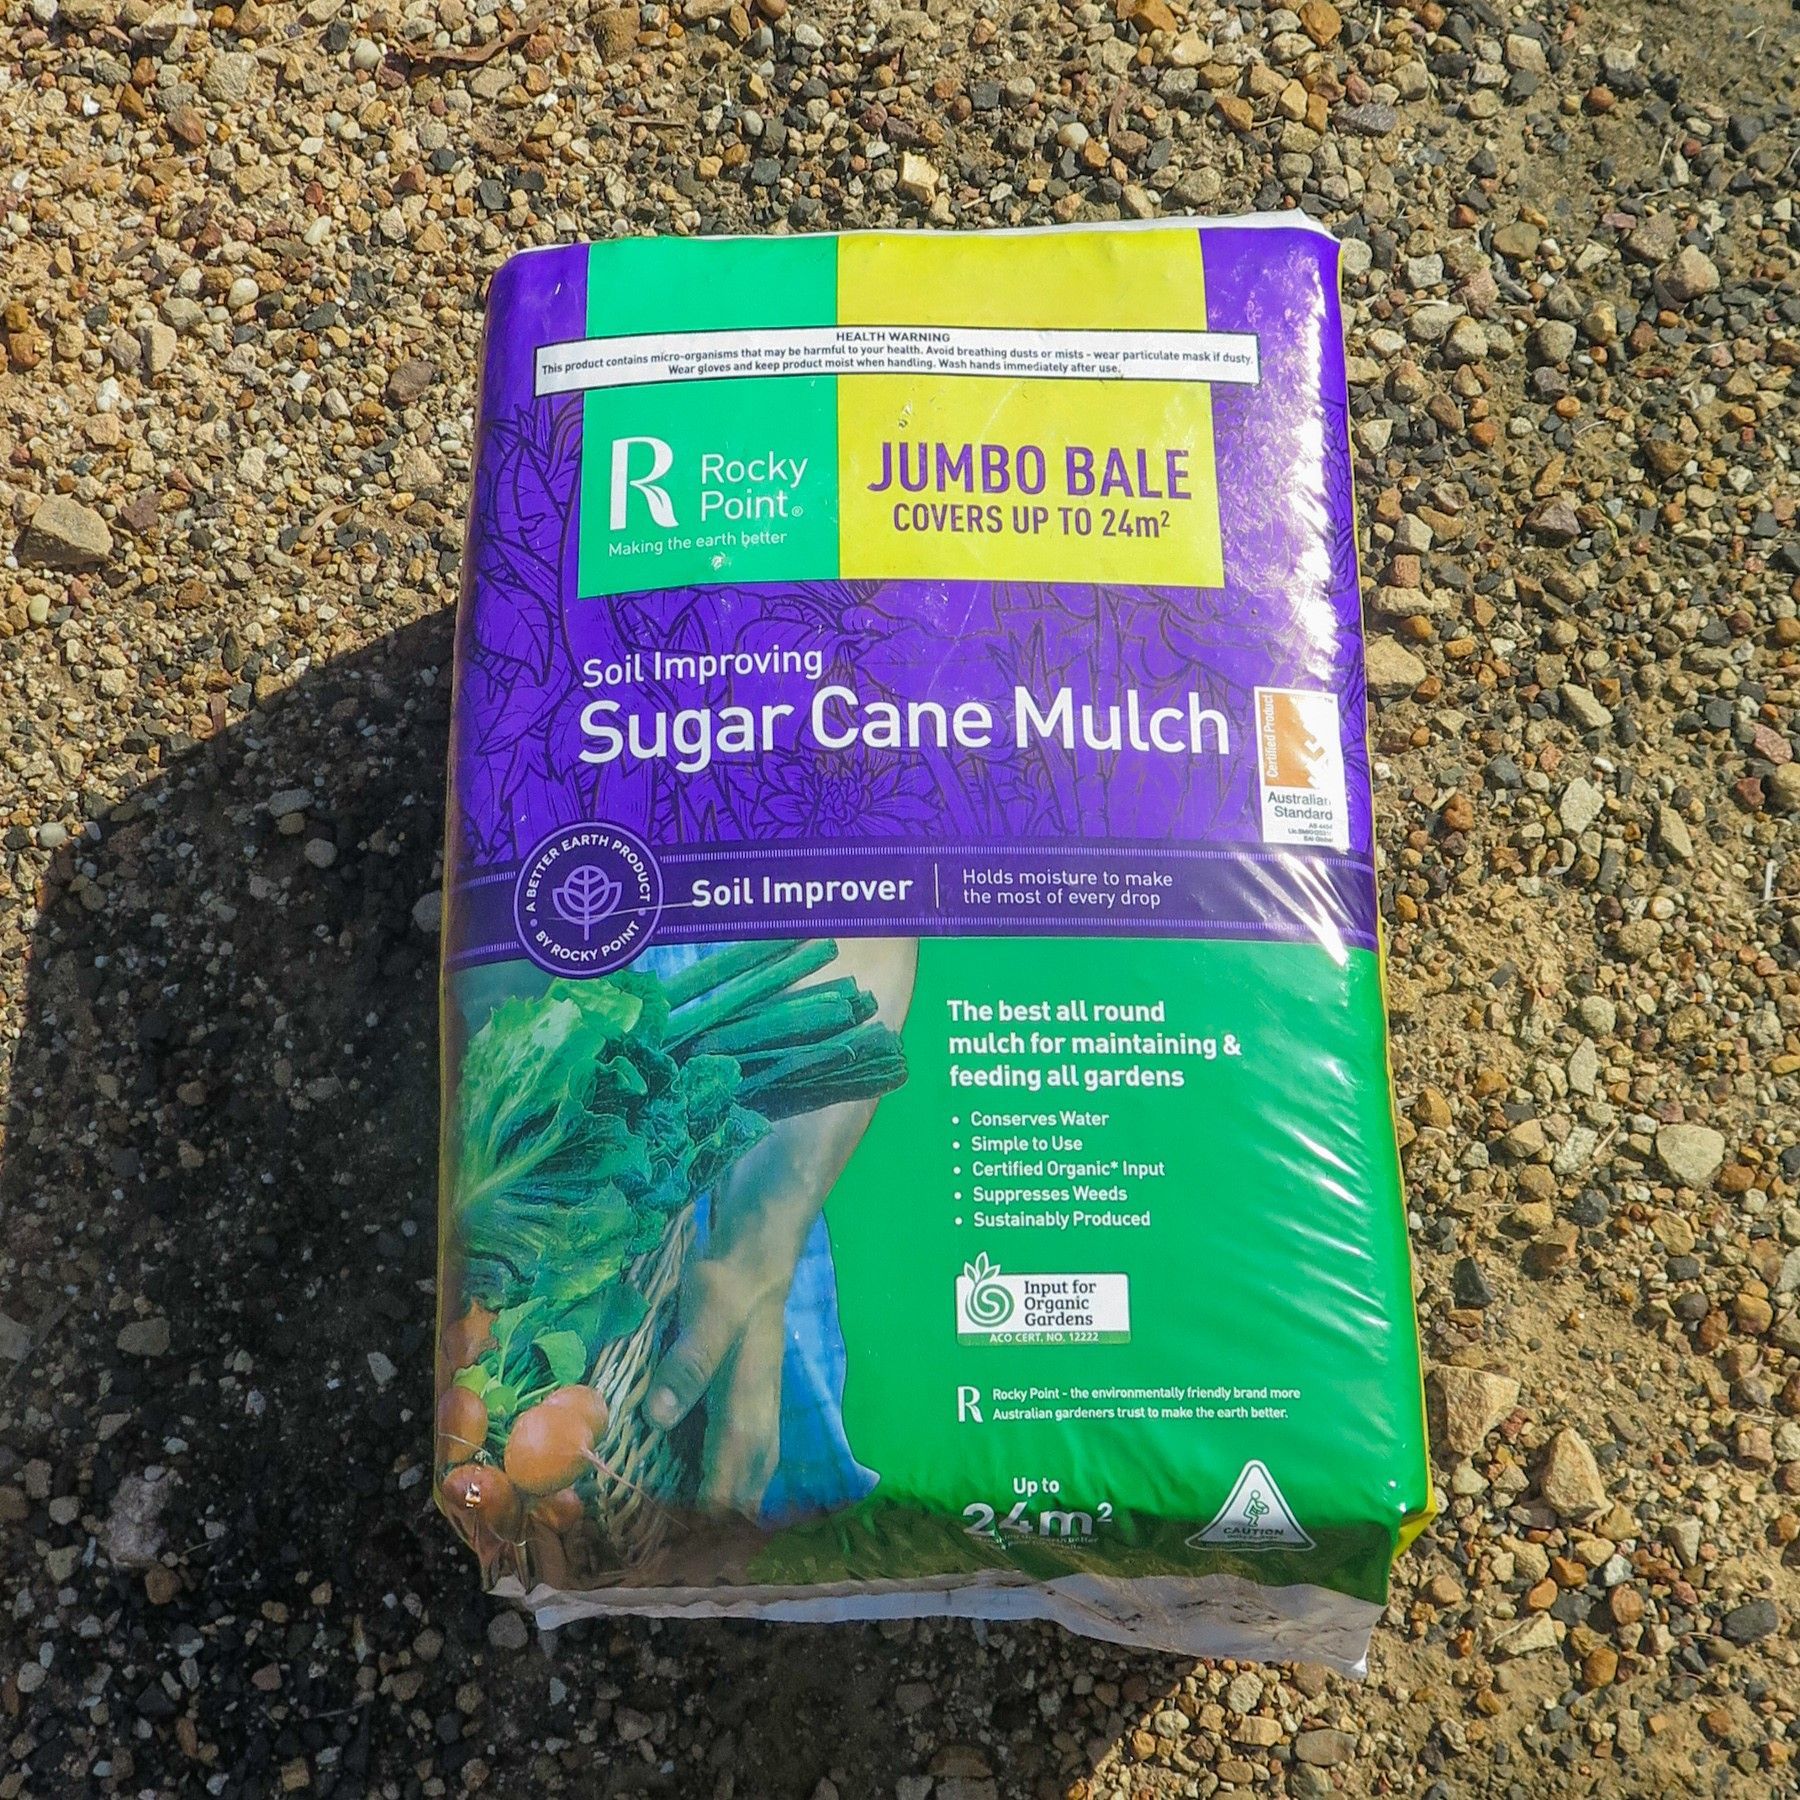 HEALTH WARNING
This product contains micro-organisms that may be harmful to your health. Avoid breathing dusts or mists - wear particulate mask if dusty.
Wear gloves and keep product moist when handling. Wash hands immediately after use.
R Rocky
Point®
Making the earth better
JUMBO BALE
COVERS UP TO 24m²
Soil Improving
Sugar Cane Mulch
Certified Product
™
Australian
Standard
AS 4454
SAI Global
A BETTER EARTH PRODUCT
BY ROCKY POINT
Soil Improver
Holds moisture to make
the most of every drop
The best all round
mulch for maintaining &
feeding all gardens
• Conserves Water
• Simple to Use
• Certified Organic* Input
• Suppresses Weeds
• Sustainably Produced
Input for
Organic
Gardens
ACO CERT. NO. 12222
R Rocky Point - the environmentally friendly brand more
Australian gardeners trust to make the earth better.
Up to
24m²
CAUTION